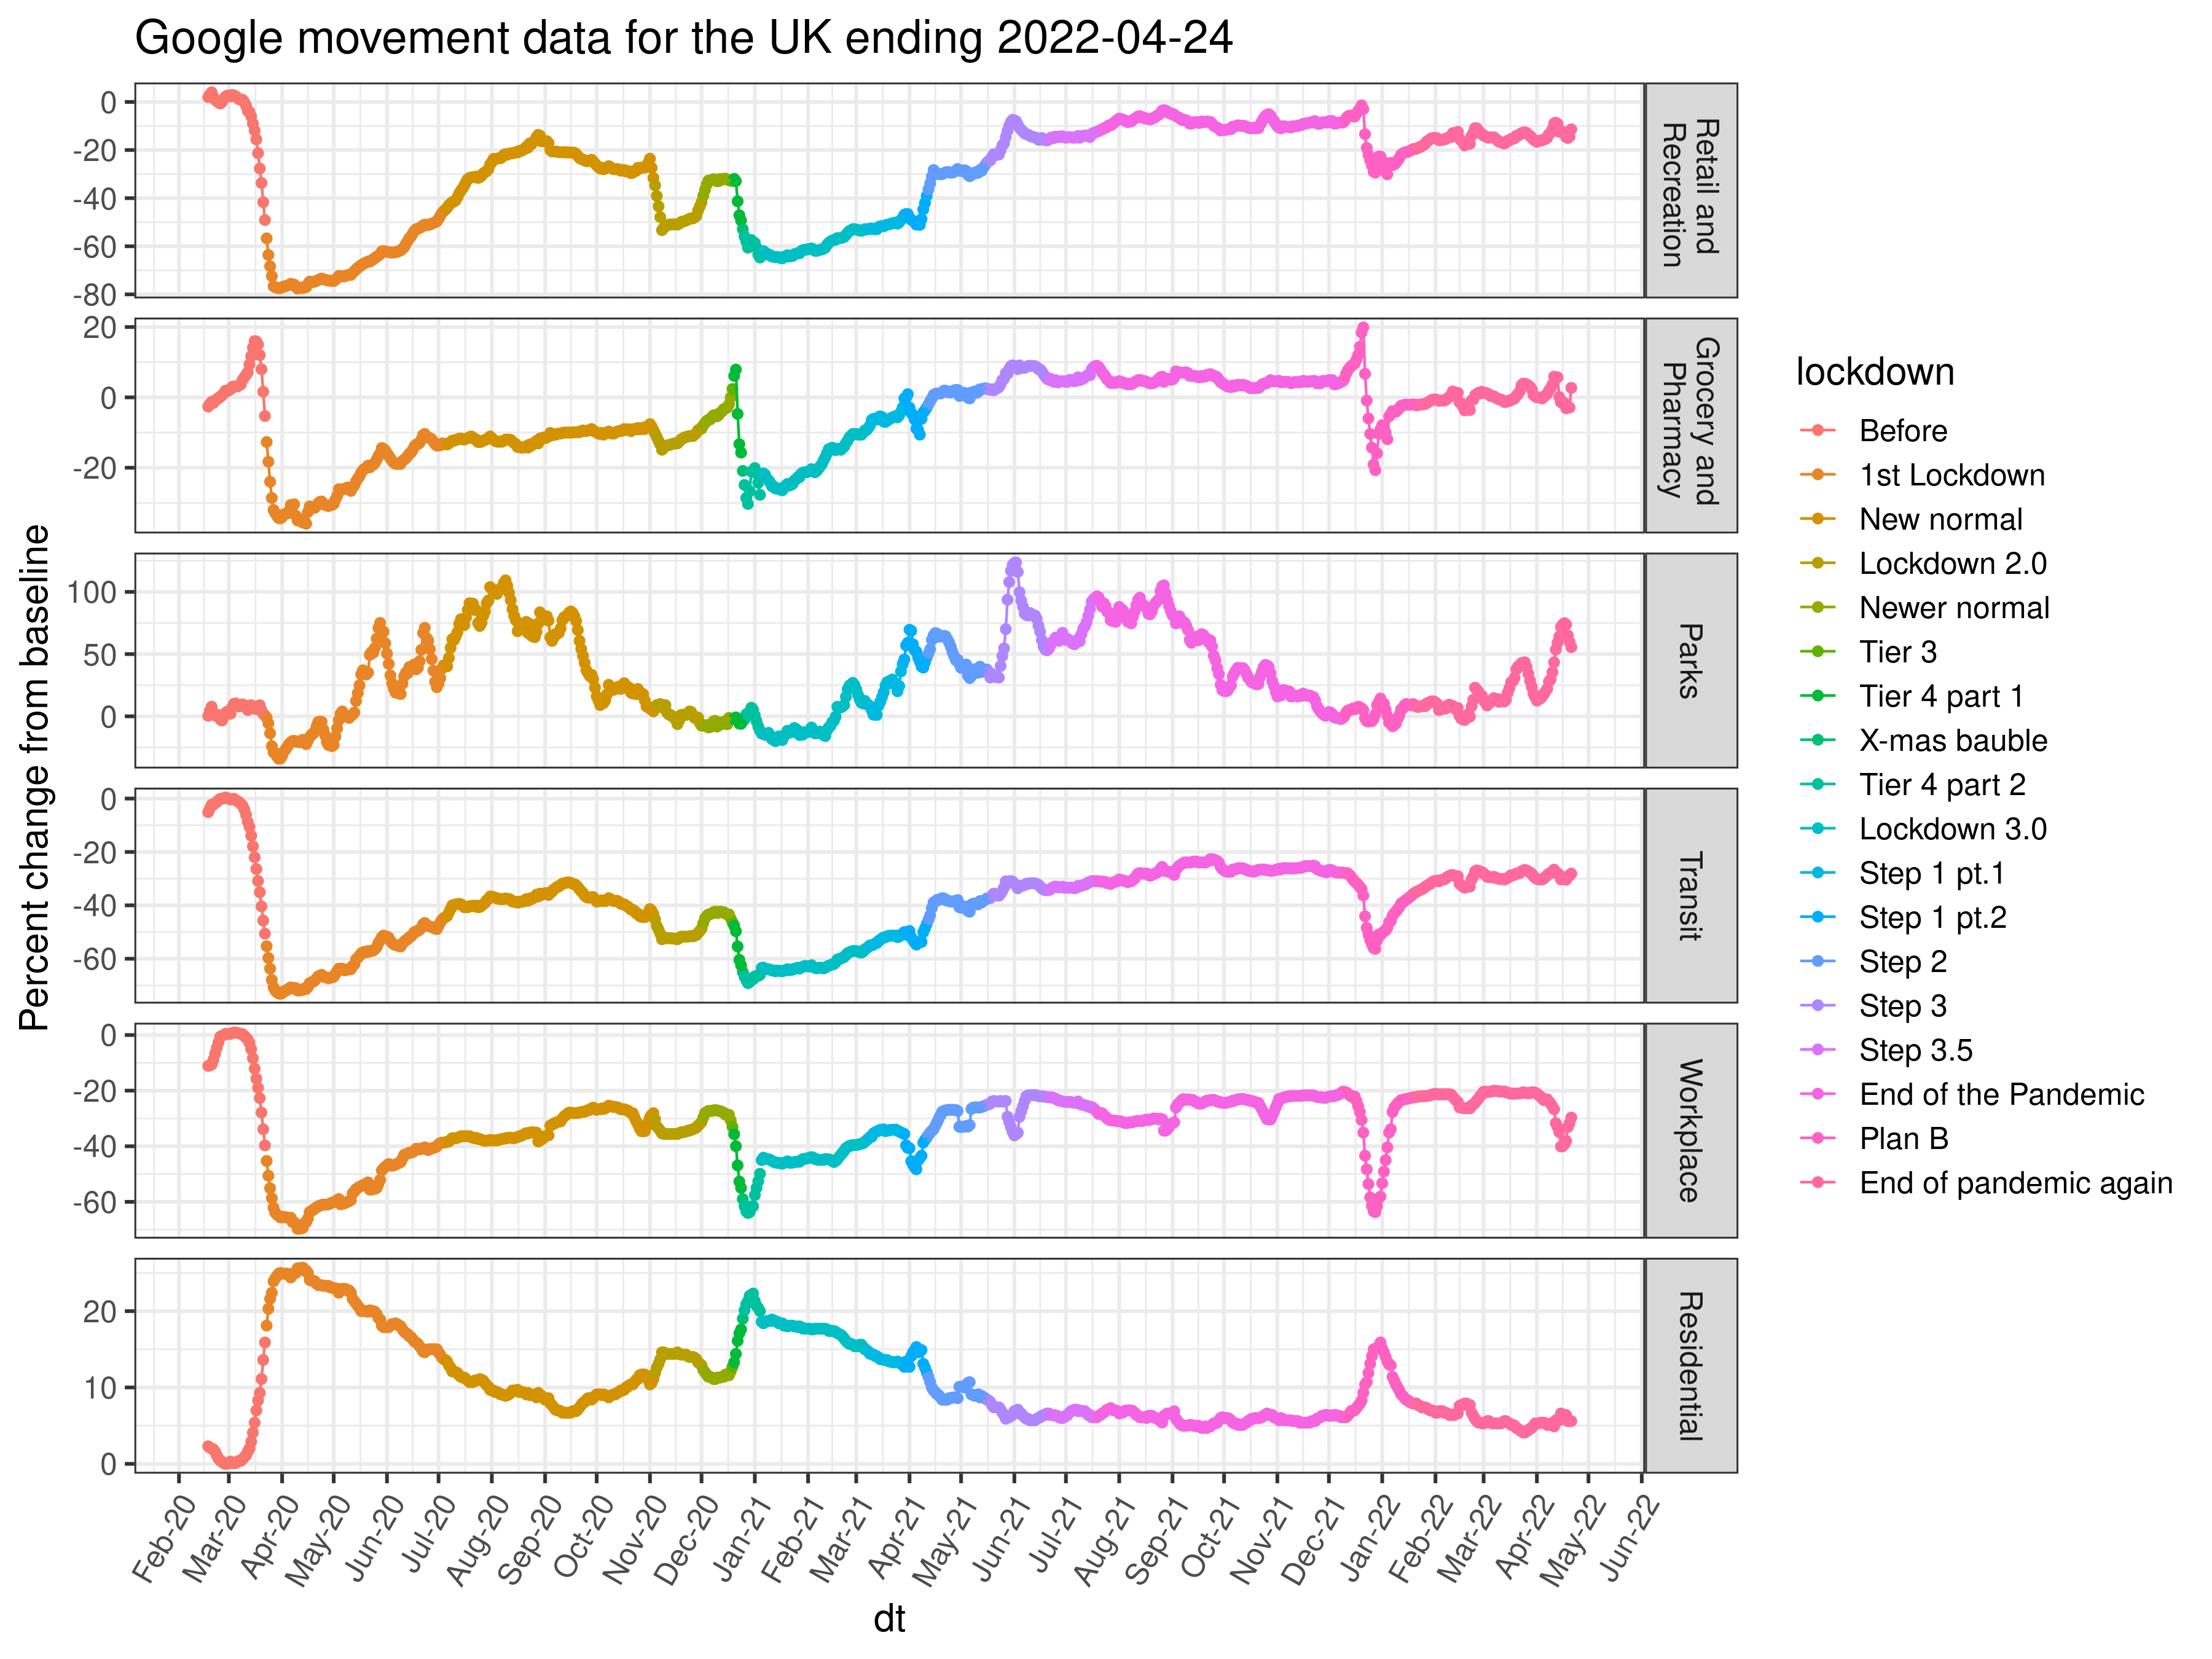 Google movement data for the UK ending 2022-04-24
Percent change from baseline
0
-20
-40
-60
-80
Retail and
Recreation
20
0
-20
Grocery and
Pharmacy
100
50
0
Parks
0
-20
-40
-60
Transit
0
-20
-40
-60
Workplace
20
10
0
Residential
Feb-20
Mar-20
Apr-20
May-20
Jun-20
Jul-20
Aug-20
Sep-20
Oct-20
Nov-20
Dec-20
Jan-21
Feb-21
Mar-21
Apr-21
May-21
Jun-21
Jul-21
Aug-21
Sep-21
Oct-21
Nov-21
Dec-21
Jan-22
Feb-22
Mar-22
Apr-22
May-22
Jun-22
dt
lockdown
Before
1st Lockdown
New normal
Lockdown 2.0
Newer normal
Tier 3
Tier 4 part 1
X-mas bauble
Tier 4 part 2
Lockdown 3.0
Step 1 pt.1
Step 1 pt.2
Step 2
Step 3
Step 3.5
End of the Pandemic
Plan B
End of pandemic again